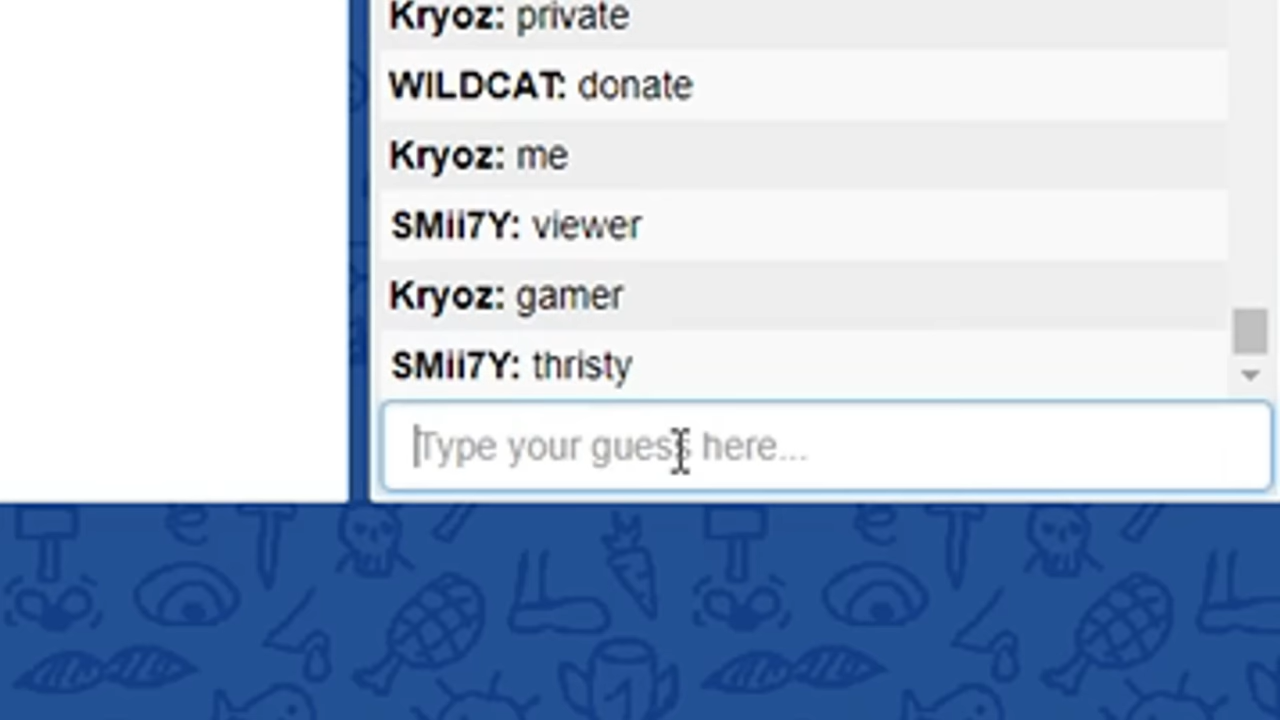 Kryoz: private
WILDCAT: donate
Kryoz: me
SMii7Y: viewer
Kryoz: gamer
SMii7Y: thristy
Type your guess here...